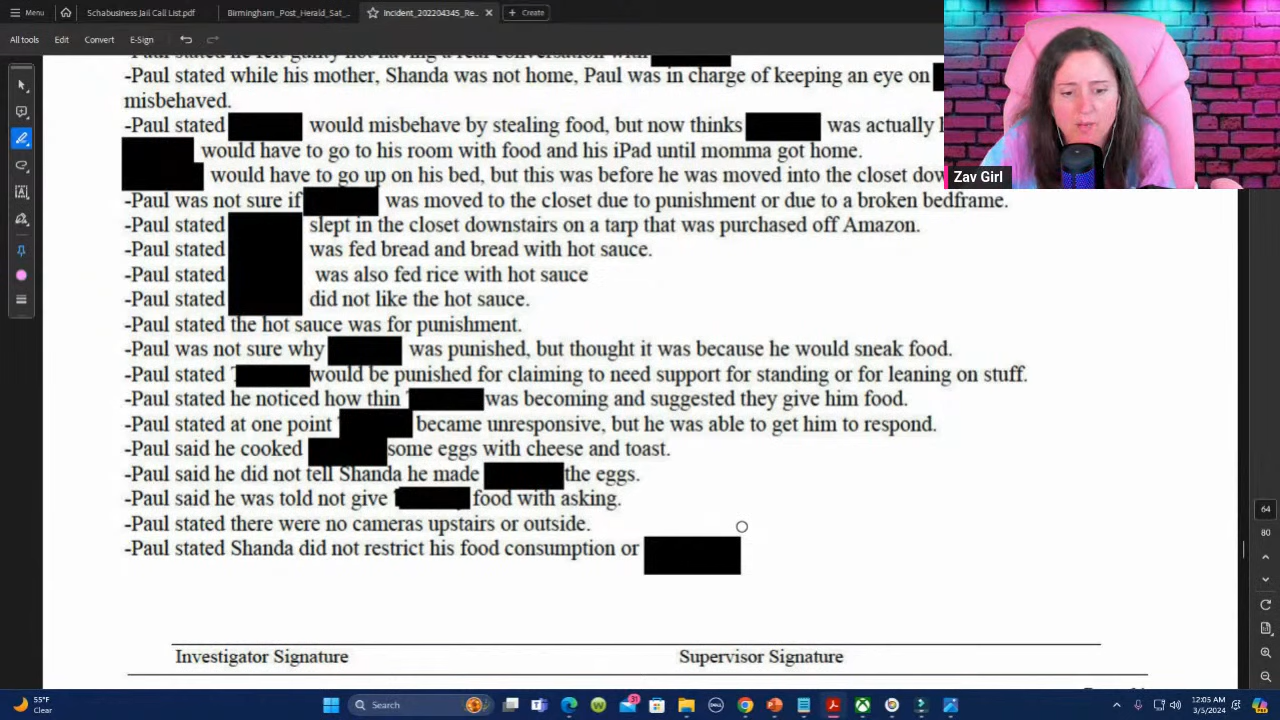 Menu
Schabusiness Jail Call List.pdf
Birmingham_Post_Herald_Sat_...
Incident_202204345_Re...
Create
All tools Edit Convert E-Sign
-Paul stated while his mother, Shanda was not home, Paul was in charge of keeping an eye on
misbehaved.
-Paul stated would misbehave by stealing food, but now thinks was actually
would have to go to his room with food and his iPad until momma got home.
would have to go up on his bed, but this was before he was moved into the closet dow
-Paul was not sure if was moved to the closet due to punishment or due to a broken bedframe.
-Paul stated slept in the closet downstairs on a tarp that was purchased off Amazon.
-Paul stated was fed bread and bread with hot sauce.
-Paul stated was also fed rice with hot sauce
-Paul stated did not like the hot sauce.
-Paul stated the hot sauce was for punishment.
-Paul was not sure why was punished, but thought it was because he would sneak food.
-Paul stated would be punished for claiming to need support for standing or for leaning on stuff.
-Paul stated he noticed how thin was becoming and suggested they give him food.
-Paul stated at one point became unresponsive, but he was able to get him to respond.
-Paul said he cooked some eggs with cheese and toast.
-Paul said he did not tell Shanda he made the eggs.
-Paul said he was told not give food with asking.
-Paul stated there were no cameras upstairs or outside.
-Paul stated Shanda did not restrict his food consumption or
Investigator Signature Supervisor Signature
Zav Girl
64
80
55°F
Clear
Search
31
DELL
12:05 AM
3/5/2024